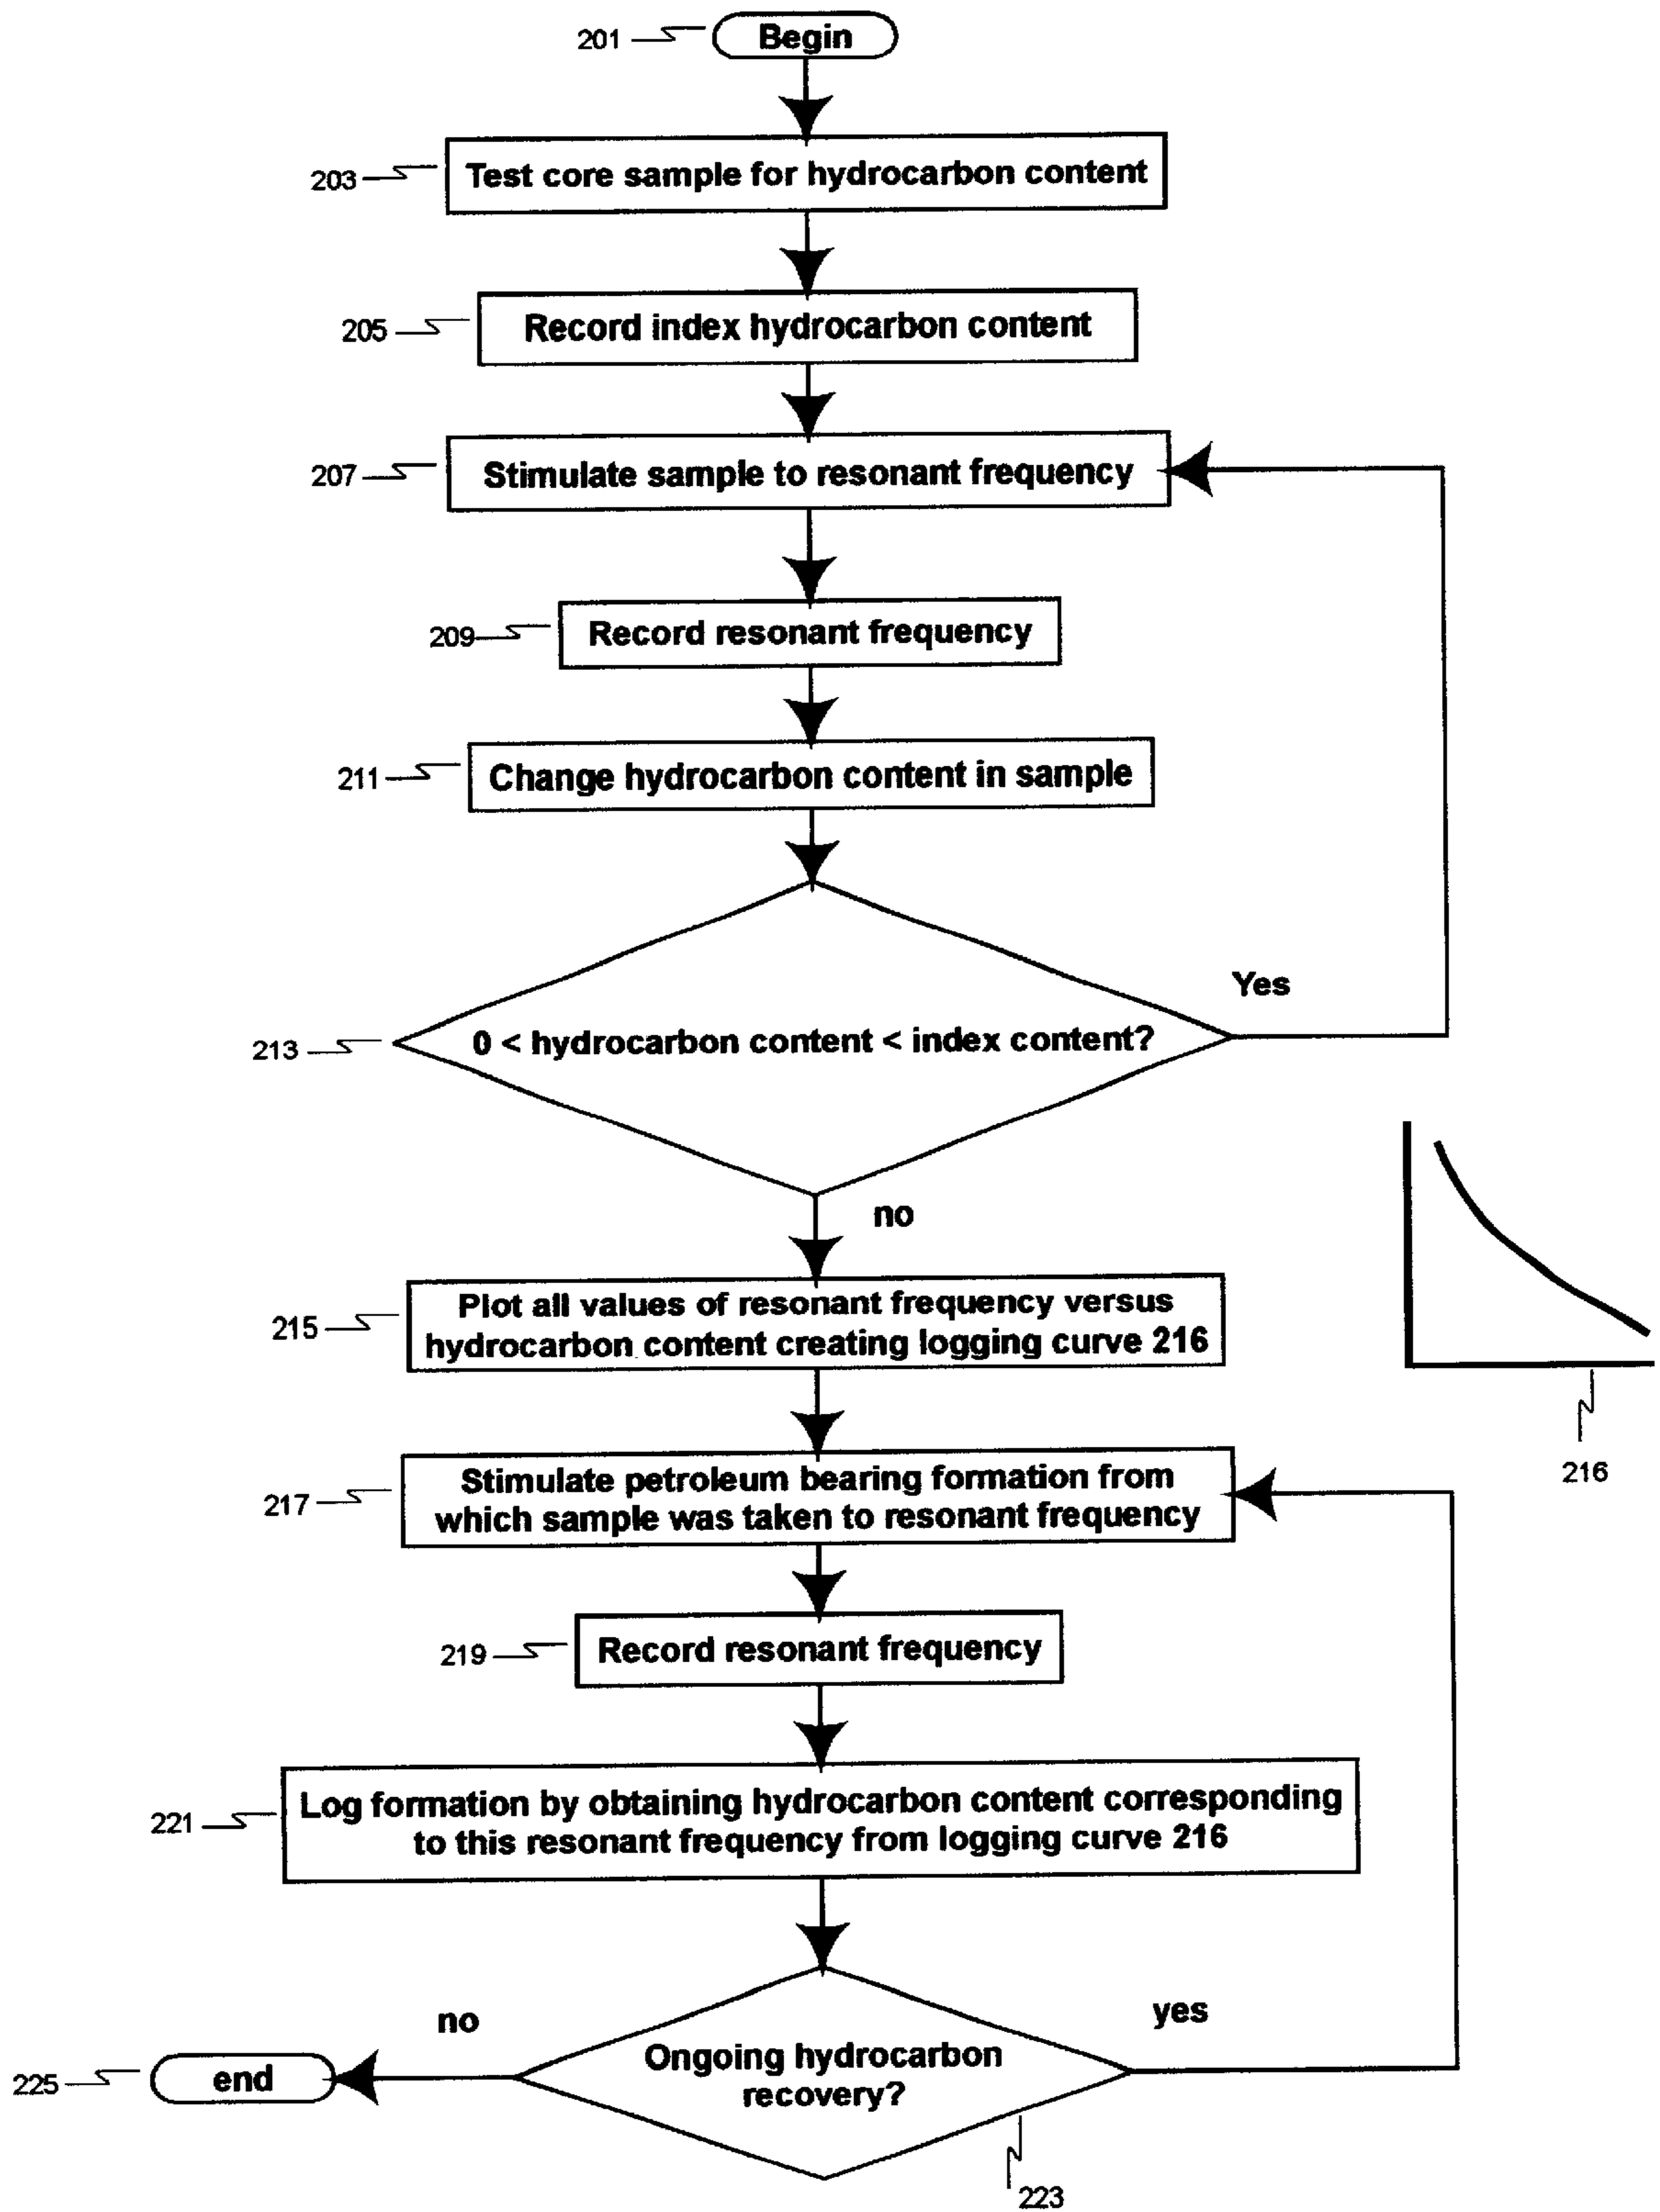 201
Begin
203
Test core sample for hydrocarbon content
205
Record index hydrocarbon content
207
Stimulate sample to resonant frequency
209
Record resonant frequency
211
Change hydrocarbon content in sample
Yes
213
0 < hydrocarbon content < index content?
no
215
Plot all values of resonant frequency versus
hydrocarbon content creating logging curve 216
216
217
Stimulate petroleum bearing formation from
which sample was taken to resonant frequency
219
Record resonant frequency
221
Log formation by obtaining hydrocarbon content corresponding
to this resonant frequency from logging curve 216
no
yes
Ongoing hydrocarbon
recovery?
225
end
223